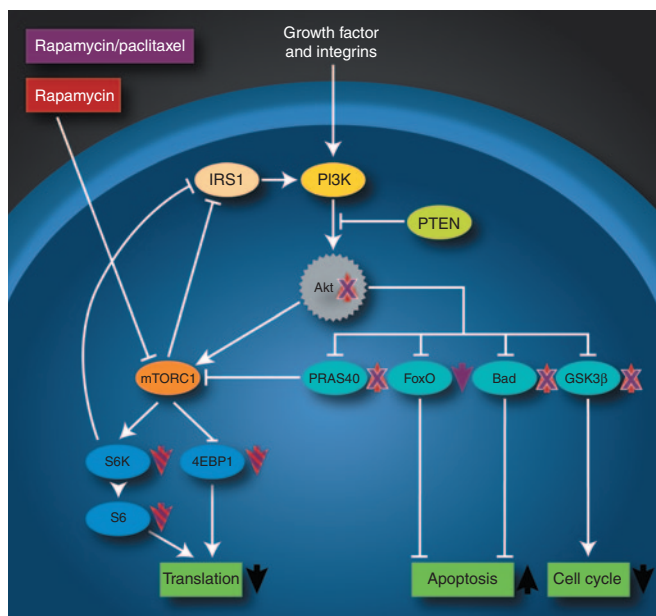 Rapamycin/paclitaxel
Growth factor
and integrins
Rapamycin
IRS1
PI3K
PTEN
Akt X
mTORC1
PRAS40 X
FoxO
Bad X
GSK3β X
S6K
4EBP1
S6
Translation
Apoptosis
Cell cycle